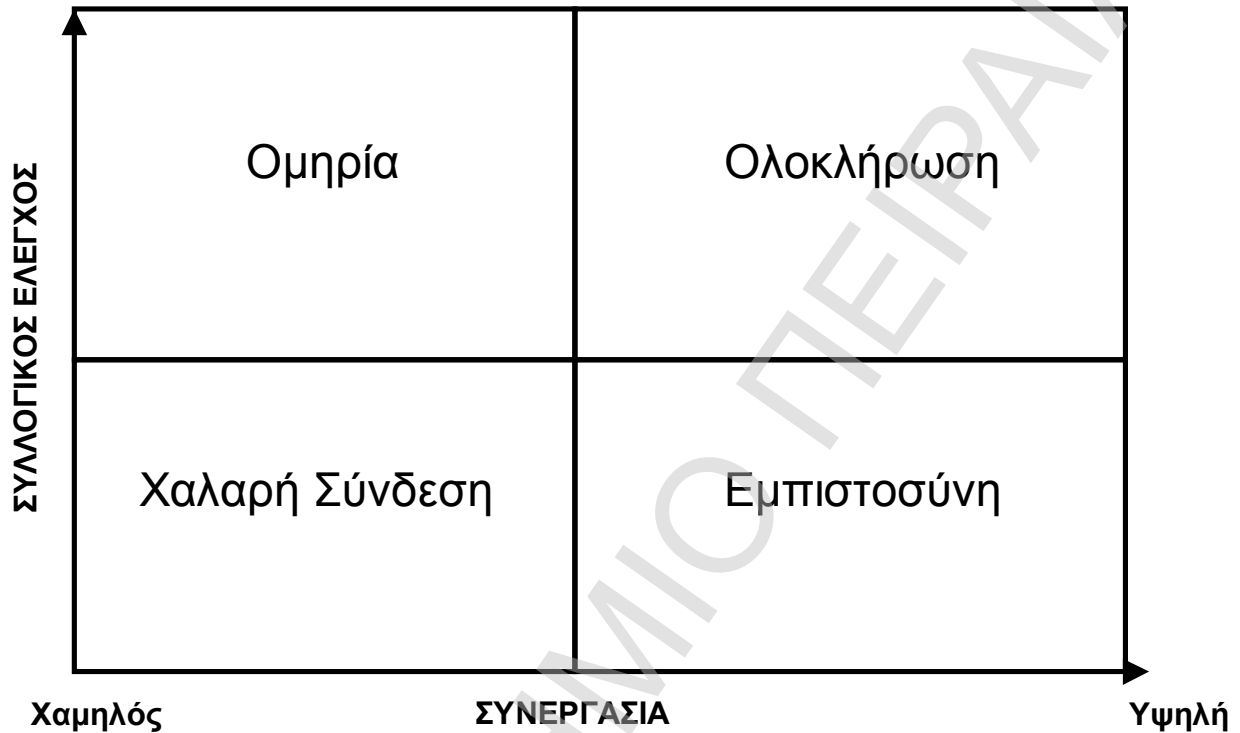 Ομηρία
Ολοκλήρωση
ΣΥΛΛΟΓΙΚΟΣ ΕΛΕΓΧΟΣ
Χαλαρή Σύνδεση
Εμπιστοσύνη
Χαμηλός
ΣΥΝΕΡΓΑΣΙΑ
Υψηλή